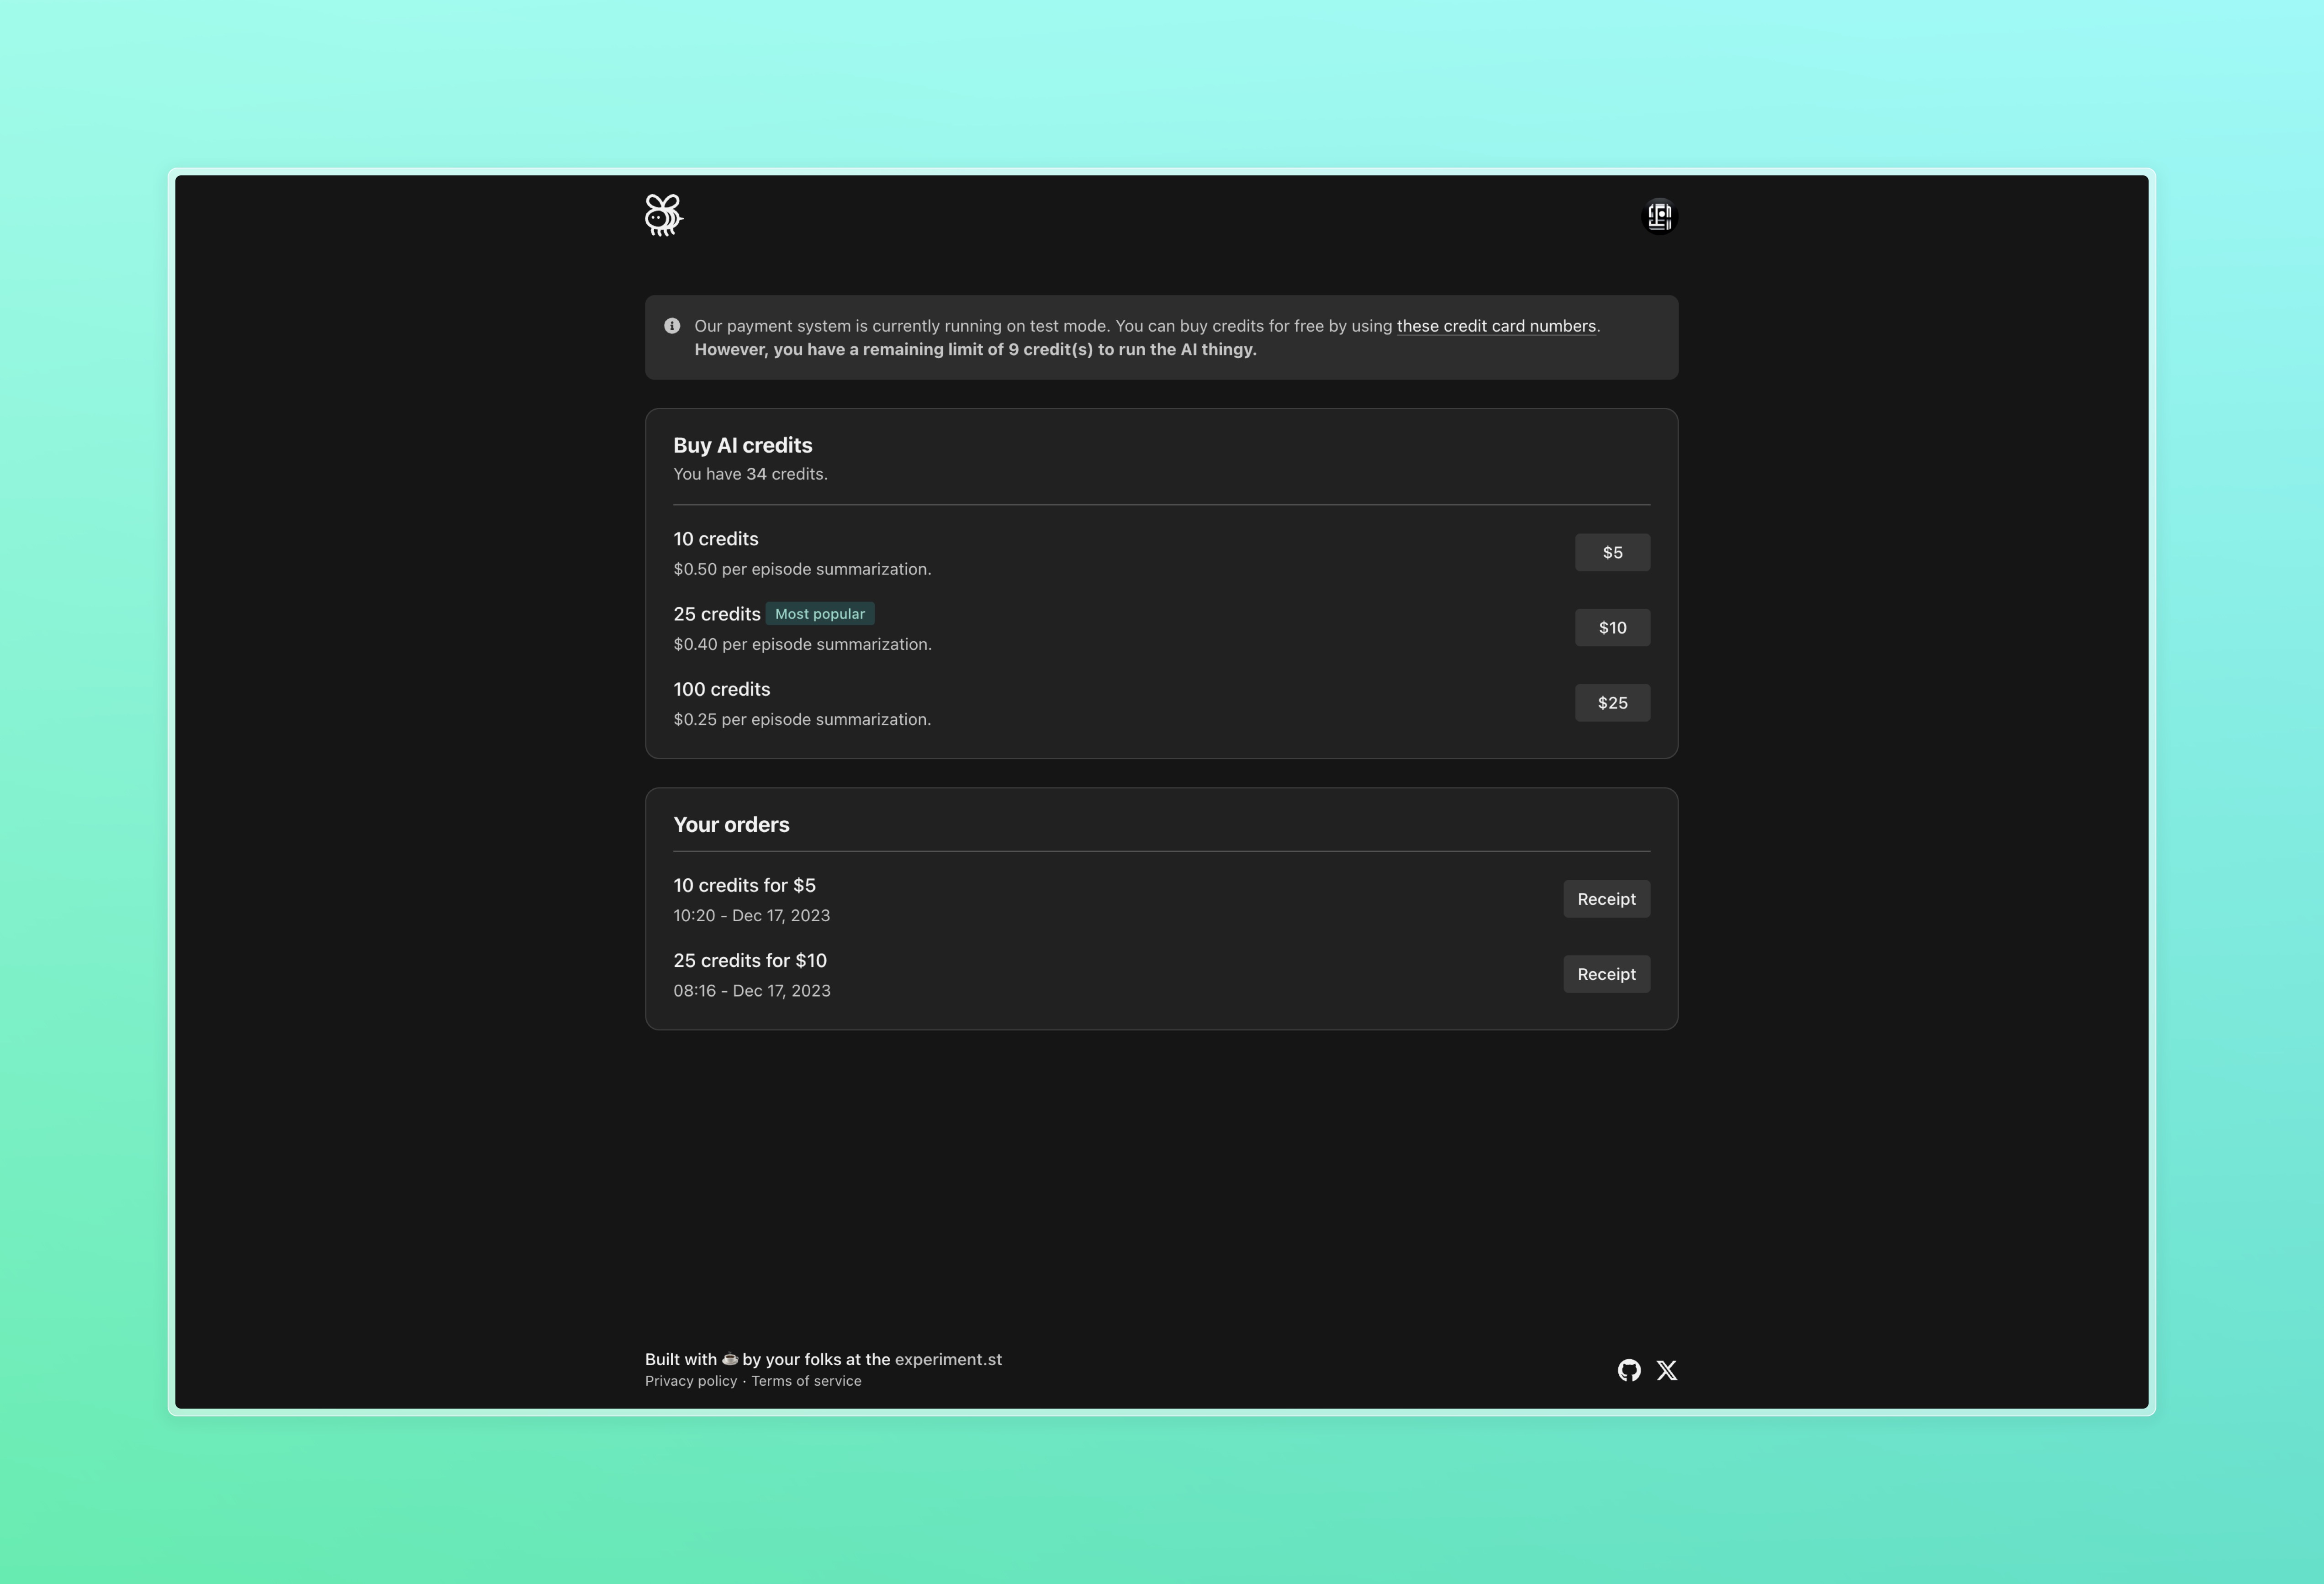 Our payment system is currently running on test mode. You can buy credits for free by using these credit card numbers.
However, you have a remaining limit of 9 credit(s) to run the AI thingy.
Buy AI credits
You have 34 credits.
10 credits
$0.50 per episode summarization.
$5
25 credits Most popular
$0.40 per episode summarization.
$10
100 credits
$0.25 per episode summarization.
$25
Your orders
10 credits for $5
10:20 - Dec 17, 2023
Receipt
25 credits for $10
08:16 - Dec 17, 2023
Receipt
Built with ☕ by your folks at the experiment.st
Privacy policy · Terms of service